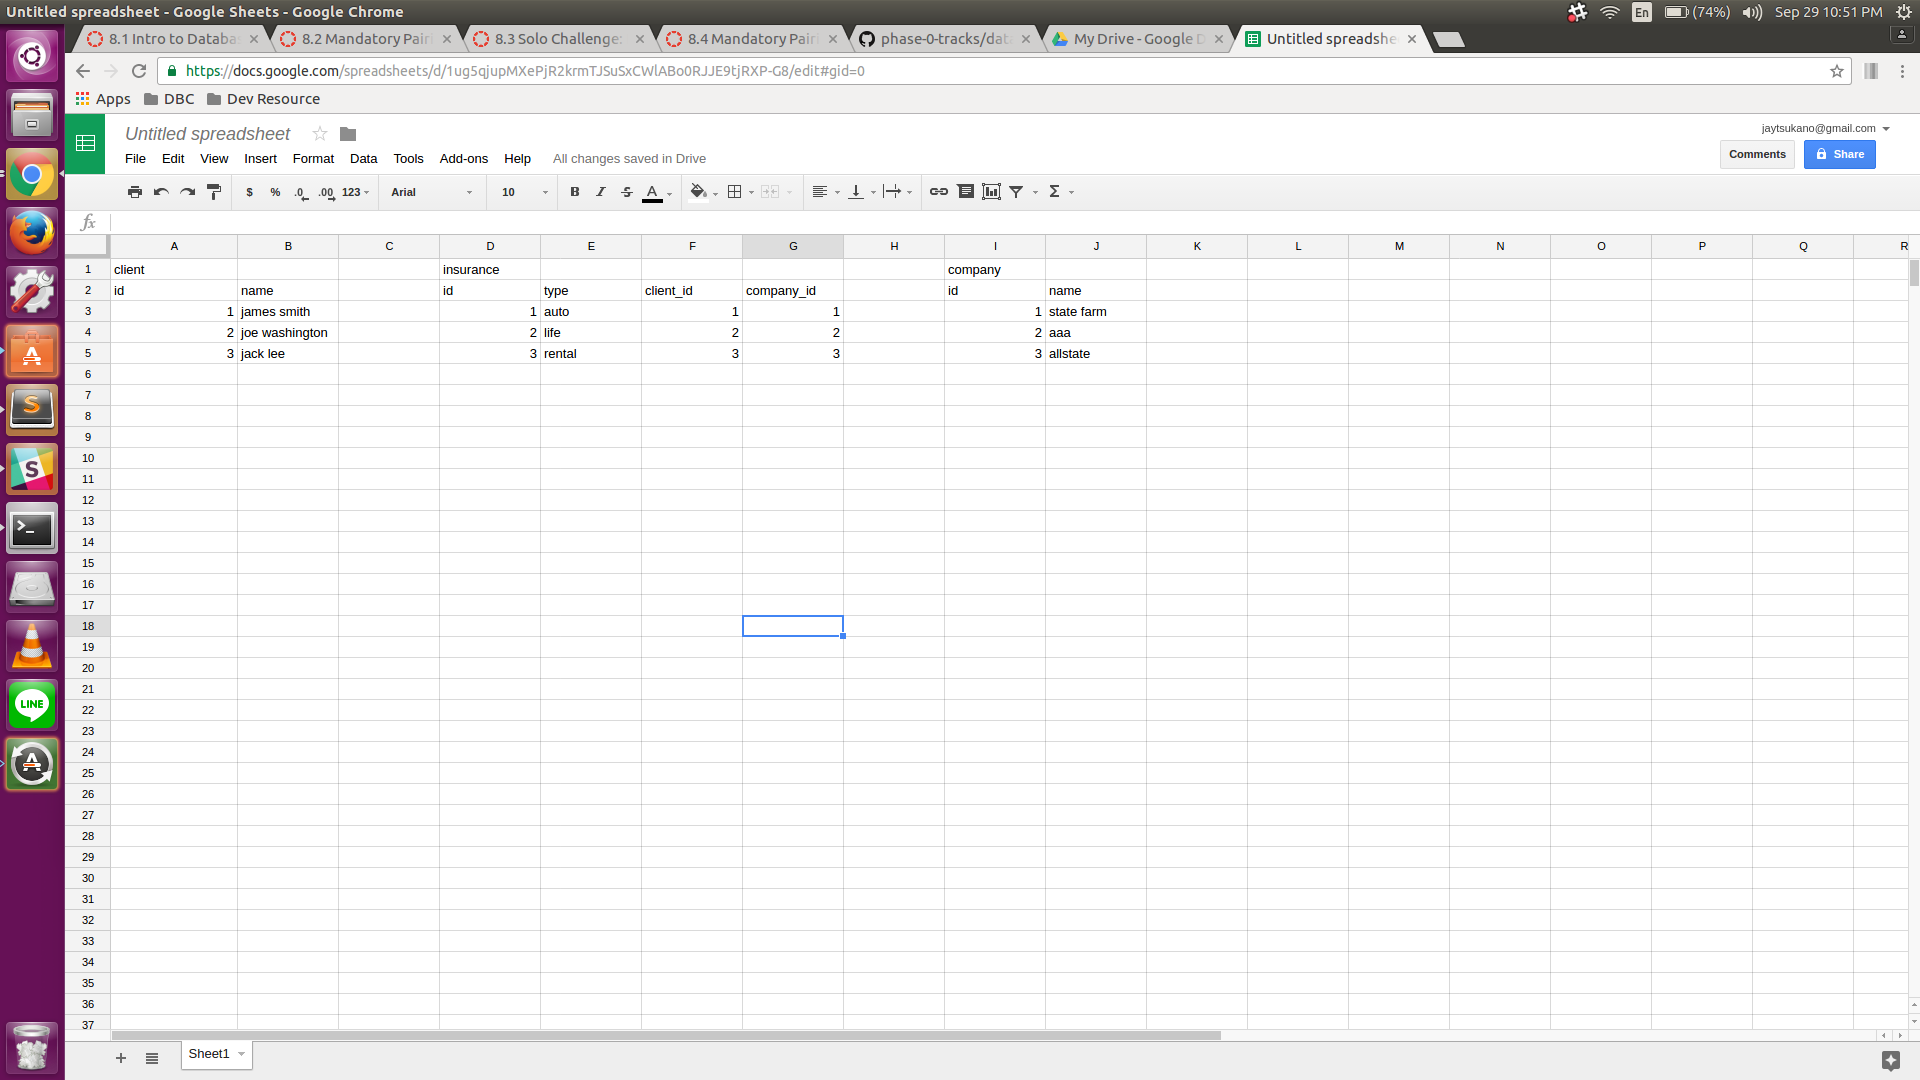 Untitled spreadsheet - Google Sheets - Google Chrome
En (74%) Sep 29 10:51 PM
8.1 Intro to Databa 8.2 Mandatory Pairi 8.3 Solo Challenge: 8.4 Mandatory Pairi phase-0-tracks/data My Drive - Google D Untitled spreadshe
https://docs.google.com/spreadsheets/d/1ug5qjupMXePjR2krmTJSuSxCWlABo0RJJE9tjRXP-G8/edit#gid=0
Apps DBC Dev Resource
Untitled spreadsheet
jaytsukano@gmail.com
File Edit View Insert Format Data Tools Add-ons Help All changes saved in Drive
Comments Share
$ % .0 .00 123 Arial 10 B I S A Σ
fx
A B C D E F G H I J K L M N O P Q R
1 client insurance company
2 id name id type client_id company_id id name
3 1 james smith 1 auto 1 1 1 state farm
4 2 joe washington 2 life 2 2 2 aaa
5 3 jack lee 3 rental 3 3 3 allstate
6
7
8
9
10
11
12
13
14
15
16
17
18
19
20
21
22
23
24
25
26
27
28
29
30
31
32
33
34
35
36
37
LINE
Sheet1